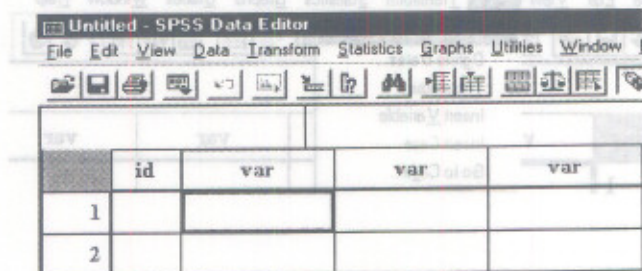 Untitled - SPSS Data Editor
File Edit View Data Transform Statistics Graphs Utilities Window
id var var var
1
2